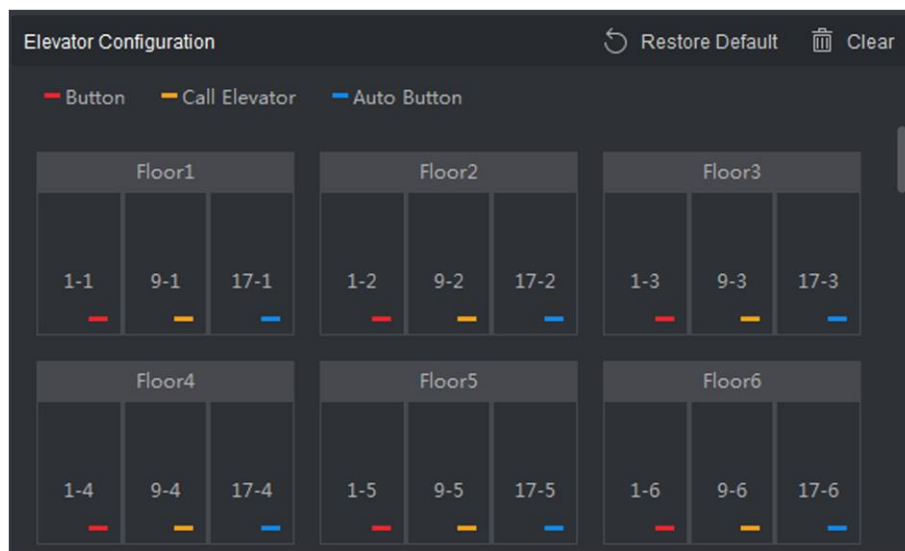 Elevator Configuration Restore Default Clear
Button Call Elevator Auto Button
Floor1 Floor2 Floor3
1-1 9-1 17-1 1-2 9-2 17-2 1-3 9-3 17-3
Floor4 Floor5 Floor6
1-4 9-4 17-4 1-5 9-5 17-5 1-6 9-6 17-6